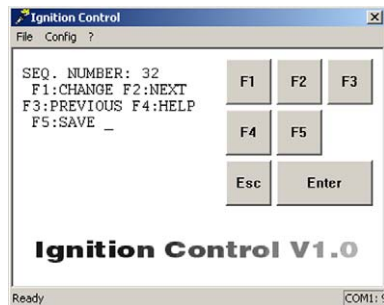 Ignition Control
File Config ?
SEQ. NUMBER: 32
F1:CHANGE F2:NEXT
F3:PREVIOUS F4:HELP
F5:SAVE _
F1 F2 F3
F4 F5
Esc Enter
Ignition Control V1.0
Ready COM1: